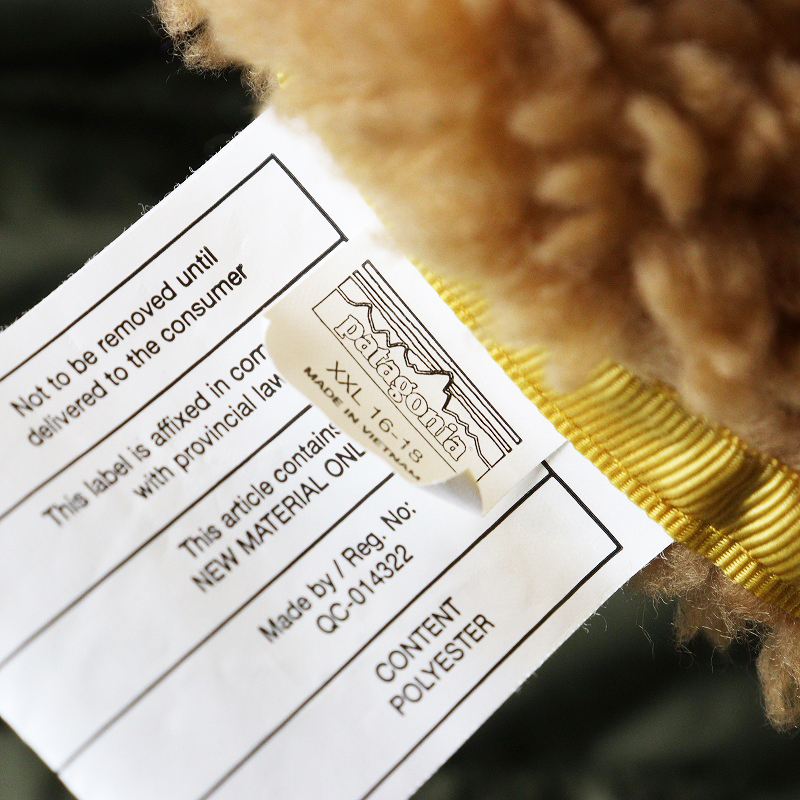 Not to be removed until
delivered to the consumer
This label is affixed in
with provincial law
This article contains
NEW MATERIAL
Made by / Reg. No:
QC-014322
CONTENT
POLYESTER
patagonia
XXL 16-18
MADE IN VIETNAM